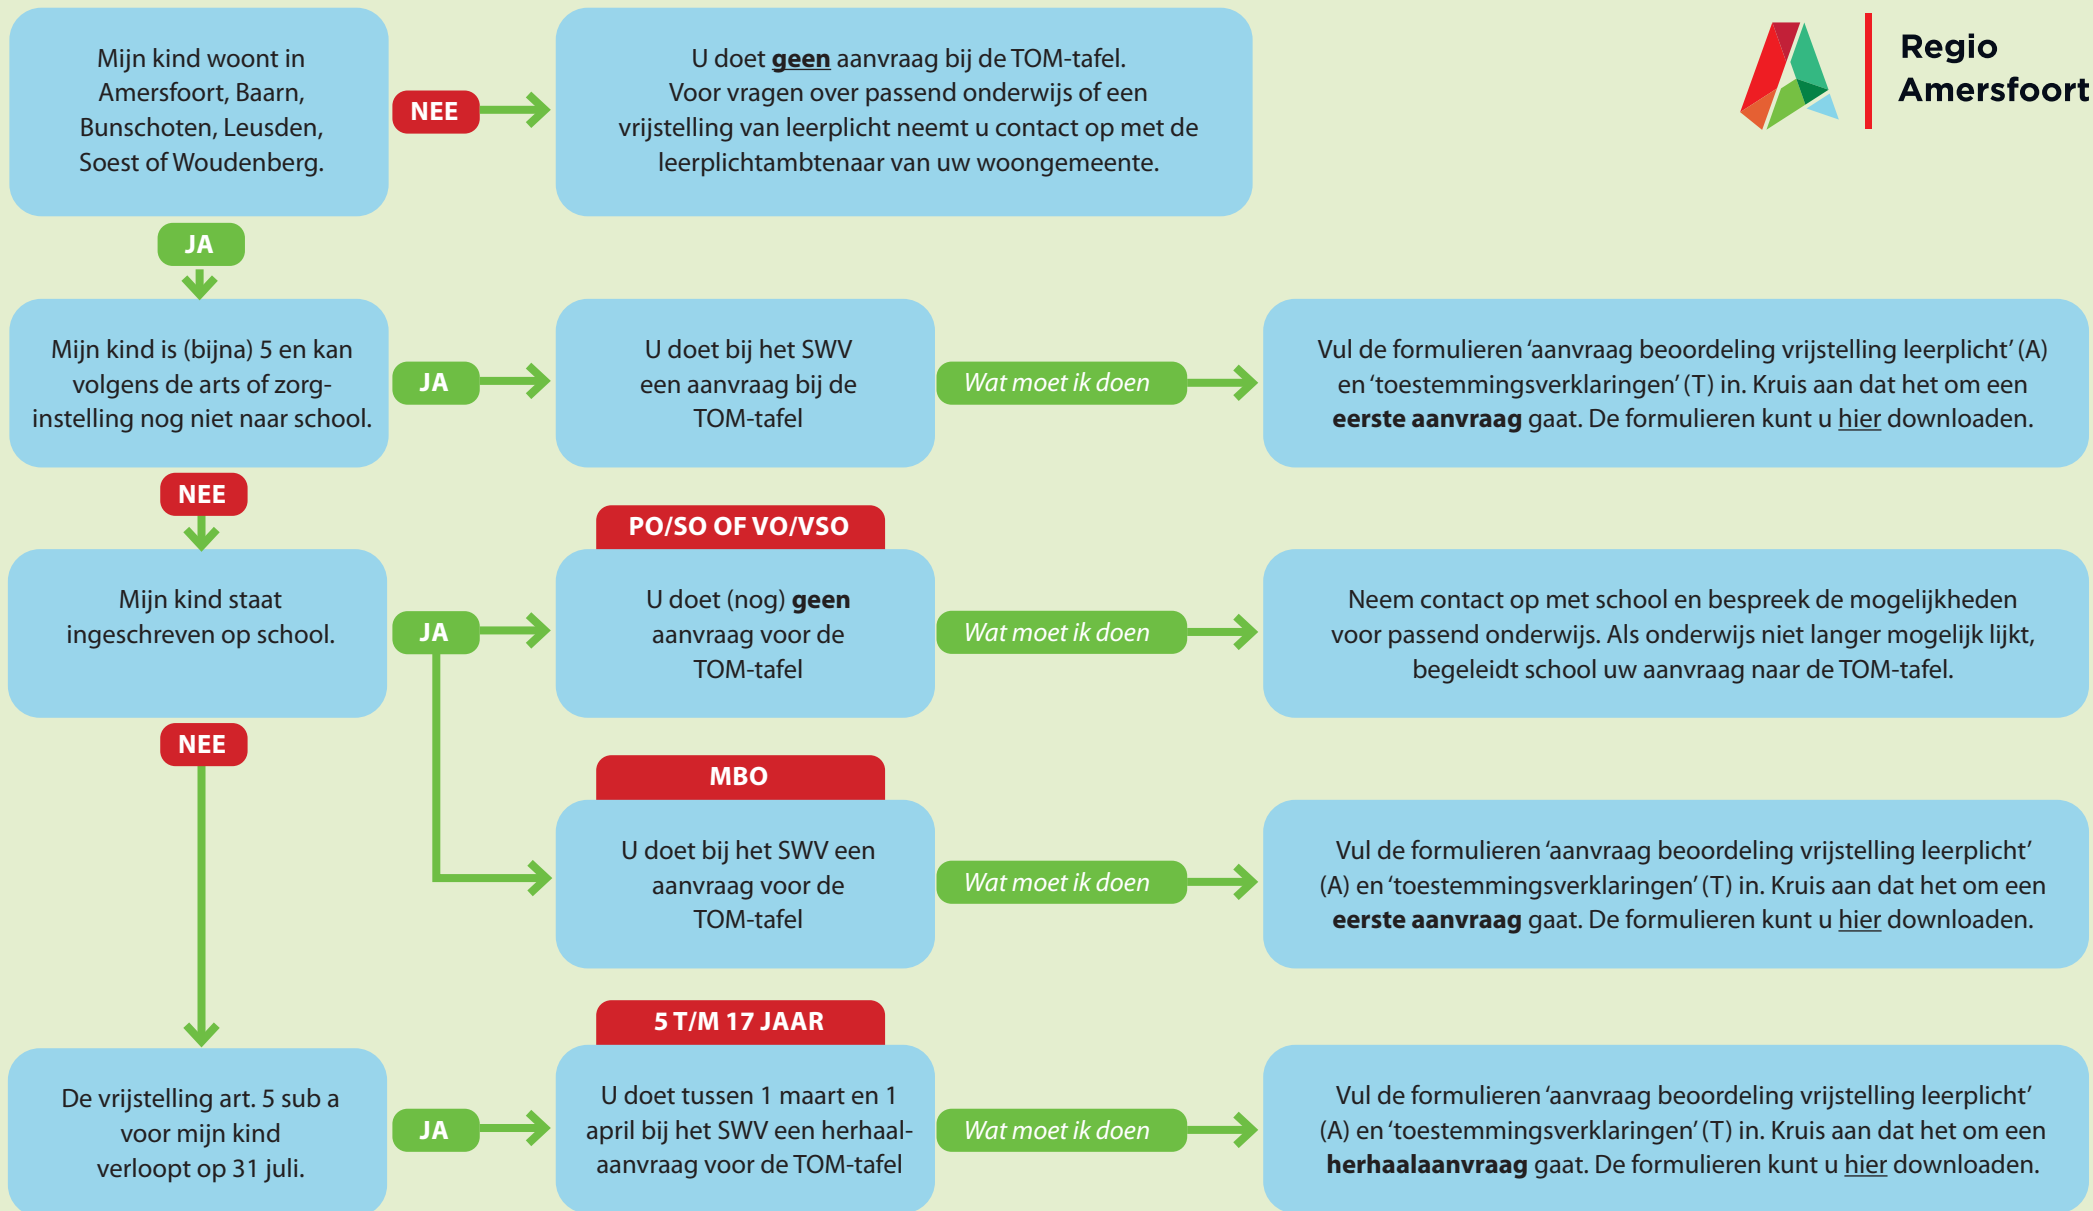 Mijn kind woont in
Amersfoort, Baarn,
Bunschoten, Leusden,
Soest of Woudenberg.
NEE
U doet geen aanvraag bij de TOM-tafel.
Voor vragen over passend onderwijs of een
vrijstelling van leerplicht neemt u contact op met de
leerplichtambtenaar van uw woongemeente.
Regio
Amersfoort
JA
Mijn kind is (bijna) 5 en kan
volgens de arts of zorg-
instelling nog niet naar school.
JA
U doet bij het SWV
een aanvraag bij de
TOM-tafel
Wat moet ik doen
Vul de formulieren ‘aanvraag beoordeling vrijstelling leerplicht’ (A)
en ‘toestemmingsverklaringen’ (T) in. Kruis aan dat het om een
eerste aanvraag gaat. De formulieren kunt u hier downloaden.
NEE
Mijn kind staat
ingeschreven op school.
JA
PO/SO OF VO/VSO
U doet (nog) geen
aanvraag voor de
TOM-tafel
Wat moet ik doen
Neem contact op met school en bespreek de mogelijkheden
voor passend onderwijs. Als onderwijs niet langer mogelijk lijkt,
begeleidt school uw aanvraag naar de TOM-tafel.
NEE
MBO
U doet bij het SWV een
aanvraag voor de
TOM-tafel
Wat moet ik doen
Vul de formulieren ‘aanvraag beoordeling vrijstelling leerplicht’
(A) en ‘toestemmingsverklaringen’ (T) in. Kruis aan dat het om een
eerste aanvraag gaat. De formulieren kunt u hier downloaden.
De vrijstelling art. 5 sub a
voor mijn kind
verloopt op 31 juli.
JA
5 T/M 17 JAAR
U doet tussen 1 maart en 1
april bij het SWV een herhaal-
aanvraag voor de TOM-tafel
Wat moet ik doen
Vul de formulieren ‘aanvraag beoordeling vrijstelling leerplicht’
(A) en ‘toestemmingsverklaringen’ (T) in. Kruis aan dat het om een
herhaalaanvraag gaat. De formulieren kunt u hier downloaden.